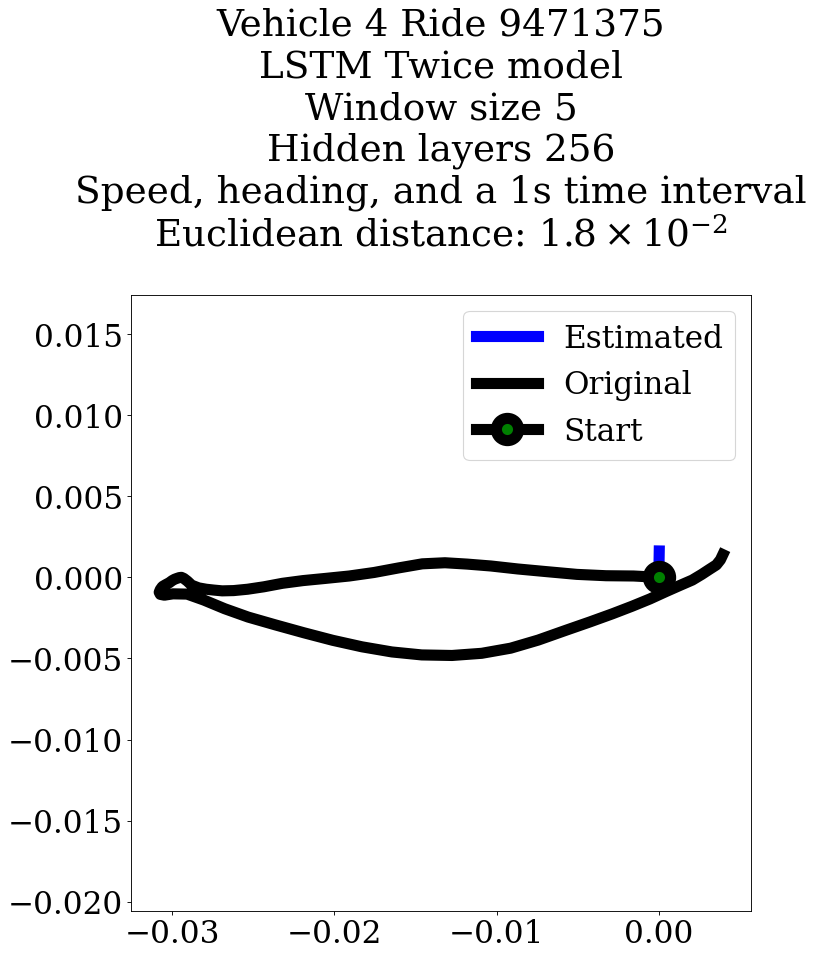 Vehicle 4 Ride 9471375
LSTM Twice model
Window size 5
Hidden layers 256
Speed, heading, and a 1s time interval
Euclidean distance: 1.8 × 10⁻²
Estimated
Original
Start
0.015
0.010
0.005
0.000
−0.005
−0.010
−0.015
−0.020
−0.03 −0.02 −0.01 0.00